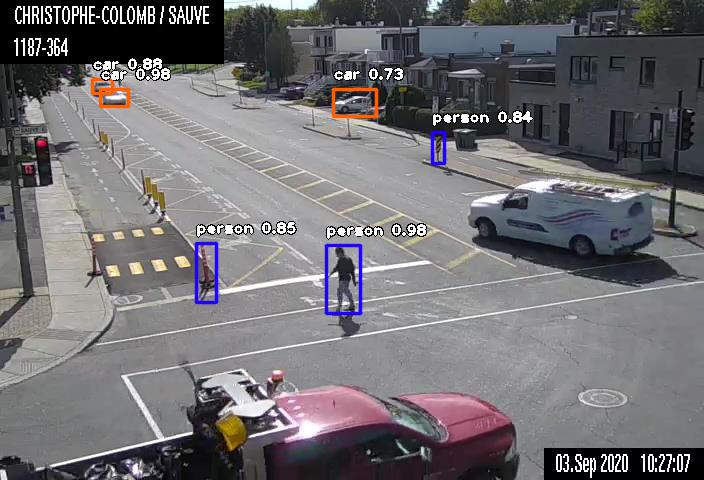 CHRISTOPHE-COLOMB / SAUVE
1187-364
car 0.88
car 0.98
car 0.73
person 0.84
person 0.85
person 0.98
03.Sep 2020 10:27:07